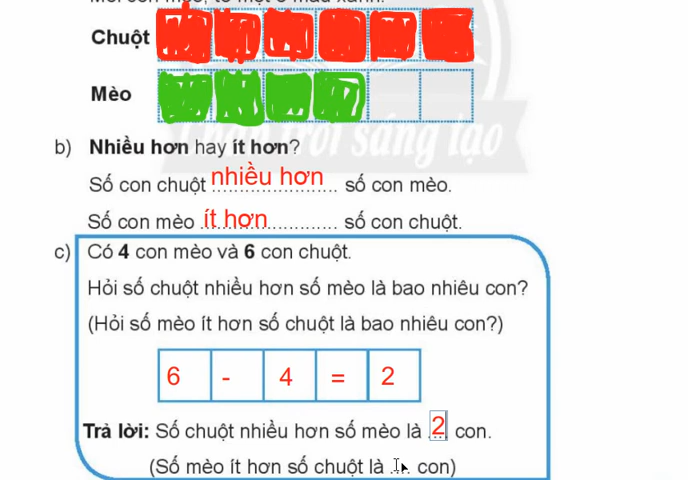 Chuột
Mèo
b) Nhiều hơn hay ít hơn?
Số con chuột nhiều hơn số con mèo.
Số con mèo ít hơn số con chuột.
c) Có 4 con mèo và 6 con chuột.
Hỏi số chuột nhiều hơn số mèo là bao nhiêu con?
(Hỏi số mèo ít hơn số chuột là bao nhiêu con?)
6 - 4 = 2
Trả lời: Số chuột nhiều hơn số mèo là 2 con.
(Số mèo ít hơn số chuột là .... con)